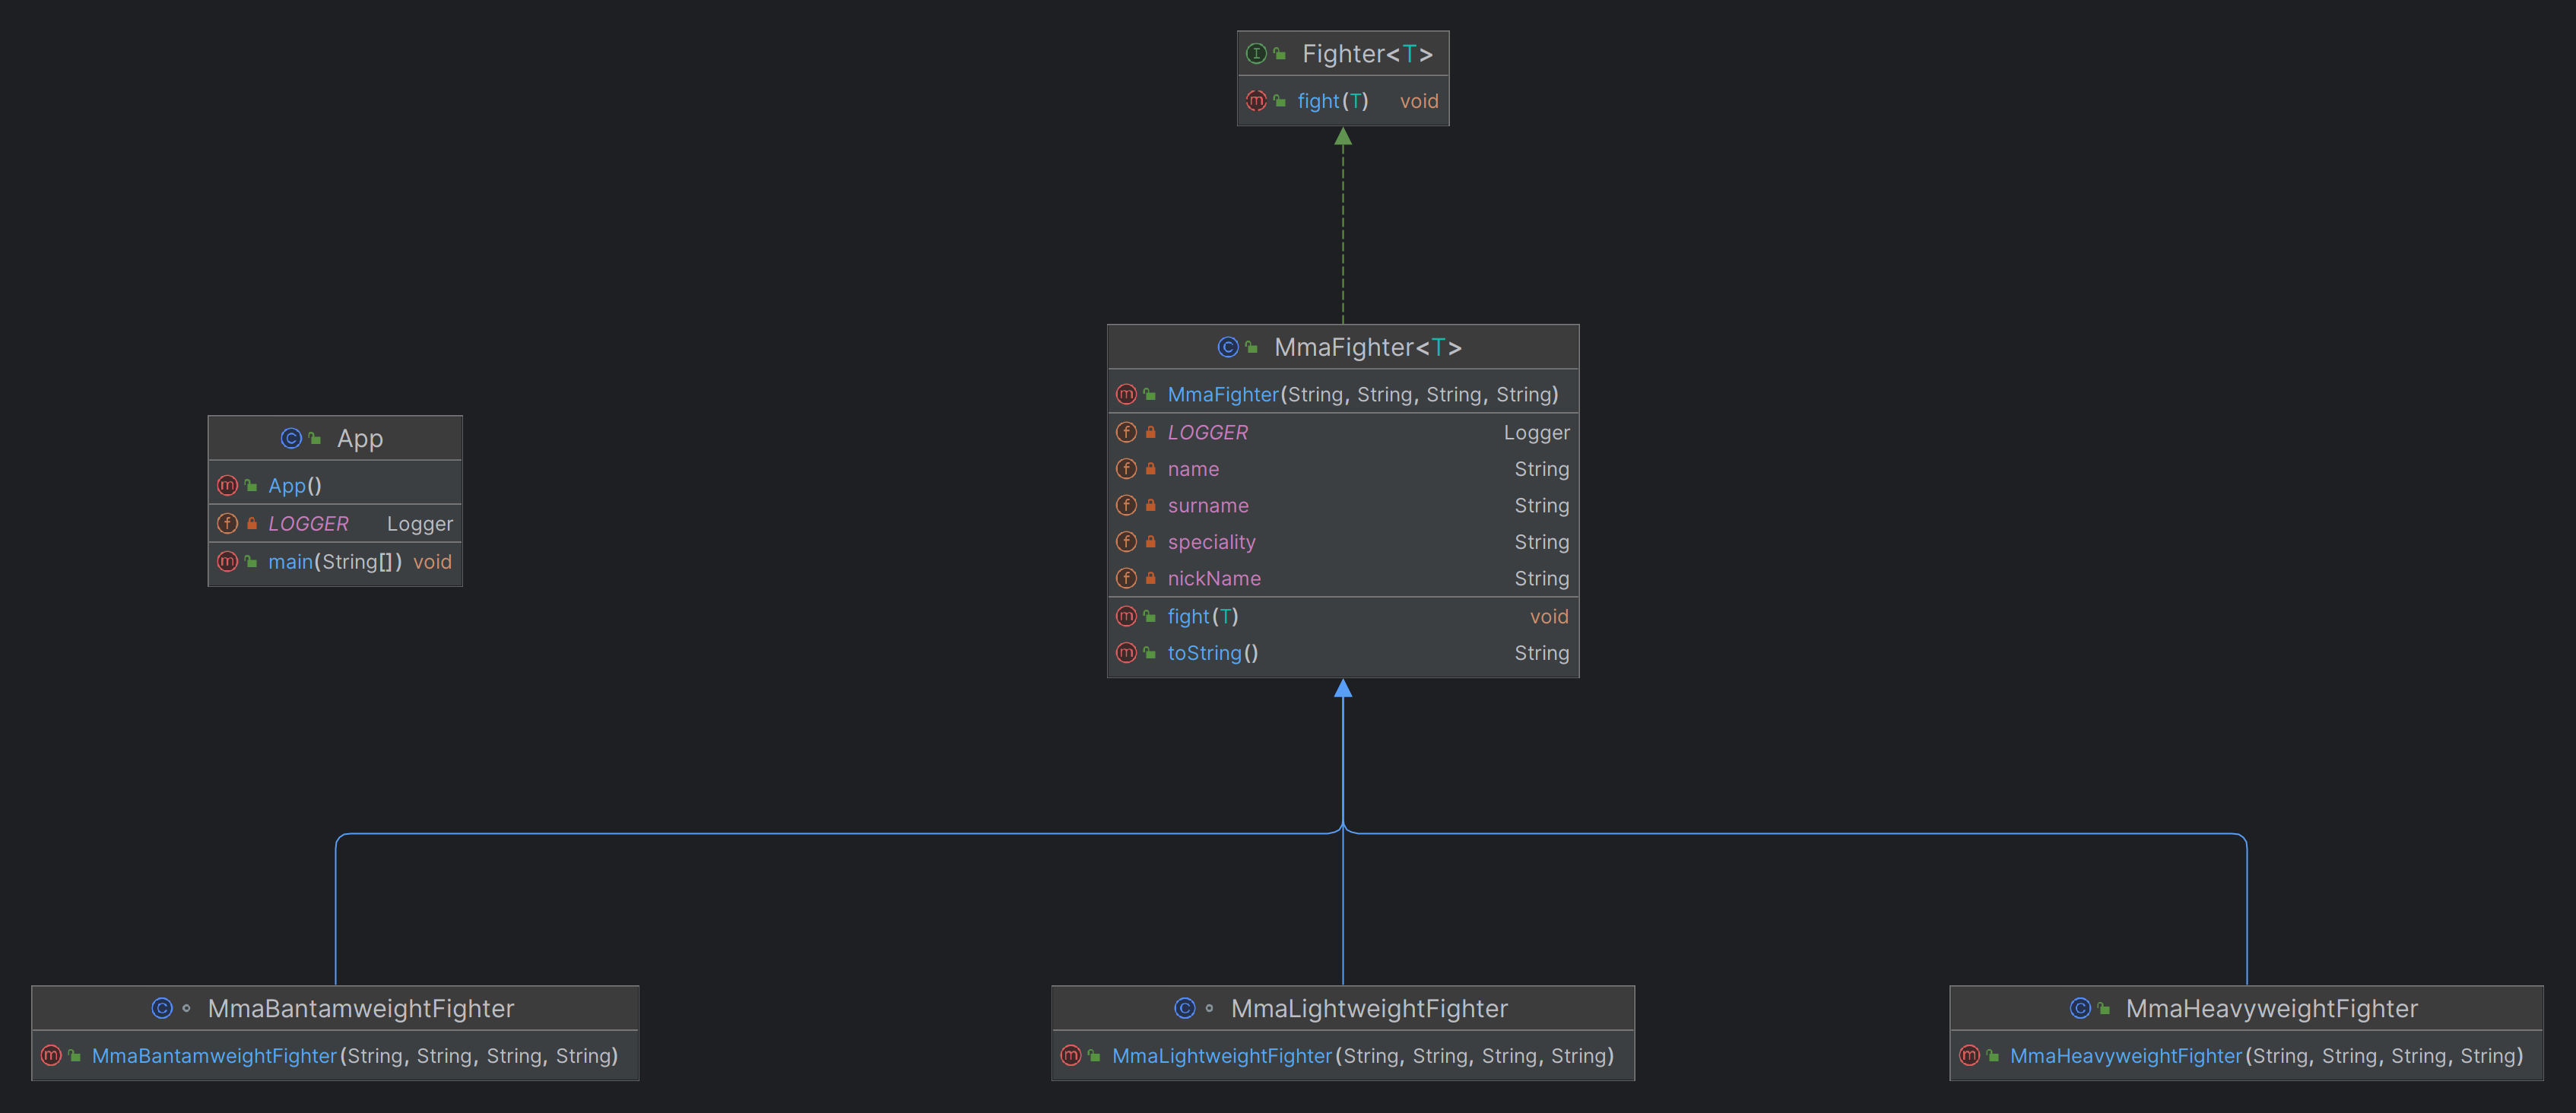 Fighter<T>
fight(T) void
MmaFighter<T>
MmaFighter(String, String, String, String)
LOGGER Logger
name String
surname String
speciality String
nickName String
fight(T) void
toString() String
App
App()
LOGGER Logger
main(String[]) void
MmaBantamweightFighter
MmaBantamweightFighter(String, String, String, String)
MmaLightweightFighter
MmaLightweightFighter(String, String, String, String)
MmaHeavyweightFighter
MmaHeavyweightFighter(String, String, String, String)